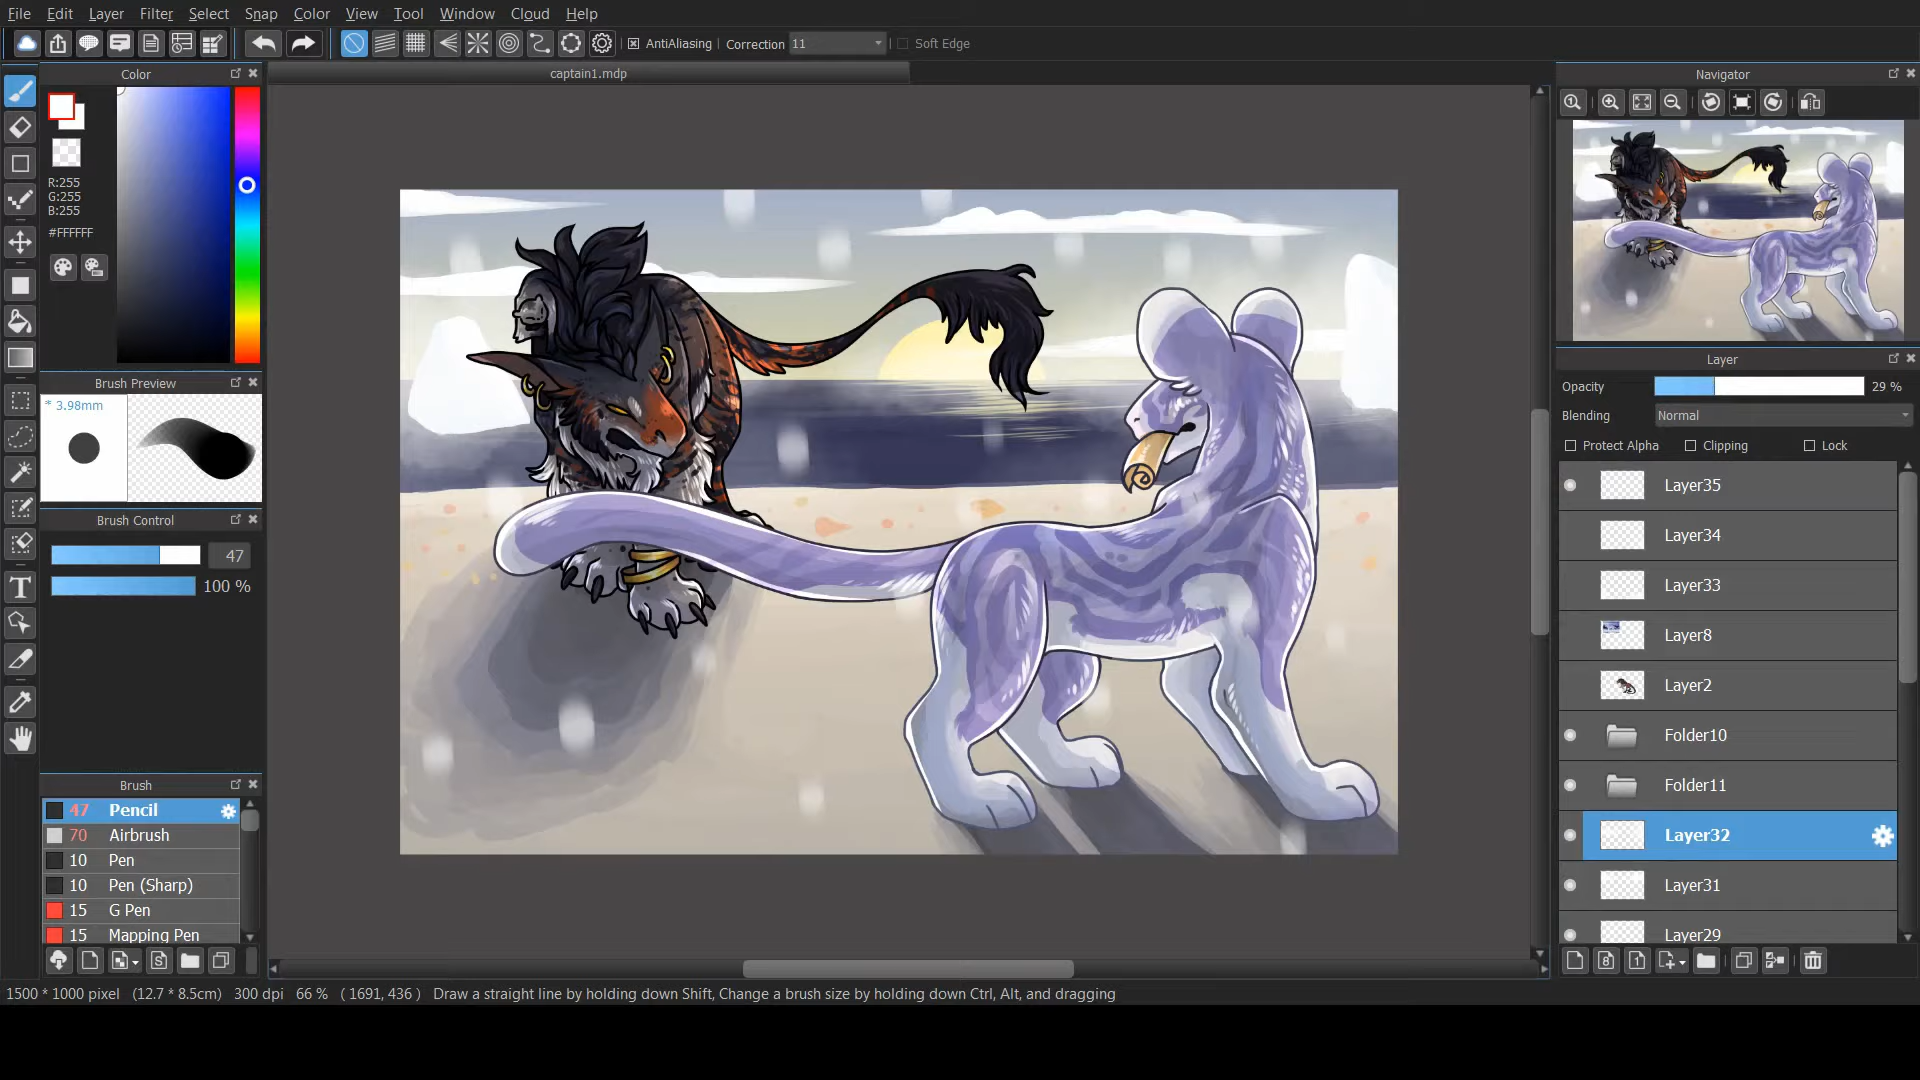 File Edit Layer Filter Select Snap Color View Tool Window Cloud Help
AntiAliasing Correction 11 Soft Edge
Color
captain1.mdp
Navigator
R:255
G:255
B:255
#FFFFFF
Brush Preview
* 3.98mm
Brush Control
47
100 %
Brush
47 Pencil
70 Airbrush
10 Pen
10 Pen (Sharp)
15 G Pen
15 Mapping Pen
Layer
Opacity 29 %
Blending Normal
Protect Alpha Clipping Lock
Layer35
Layer34
Layer33
Layer8
Layer2
Folder10
Folder11
Layer32
Layer31
Layer29
1500 * 1000 pixel (12.7 * 8.5cm) 300 dpi 66 % ( 1691, 436 ) Draw a straight line by holding down Shift, Change a brush size by holding down Ctrl, Alt, and dragging